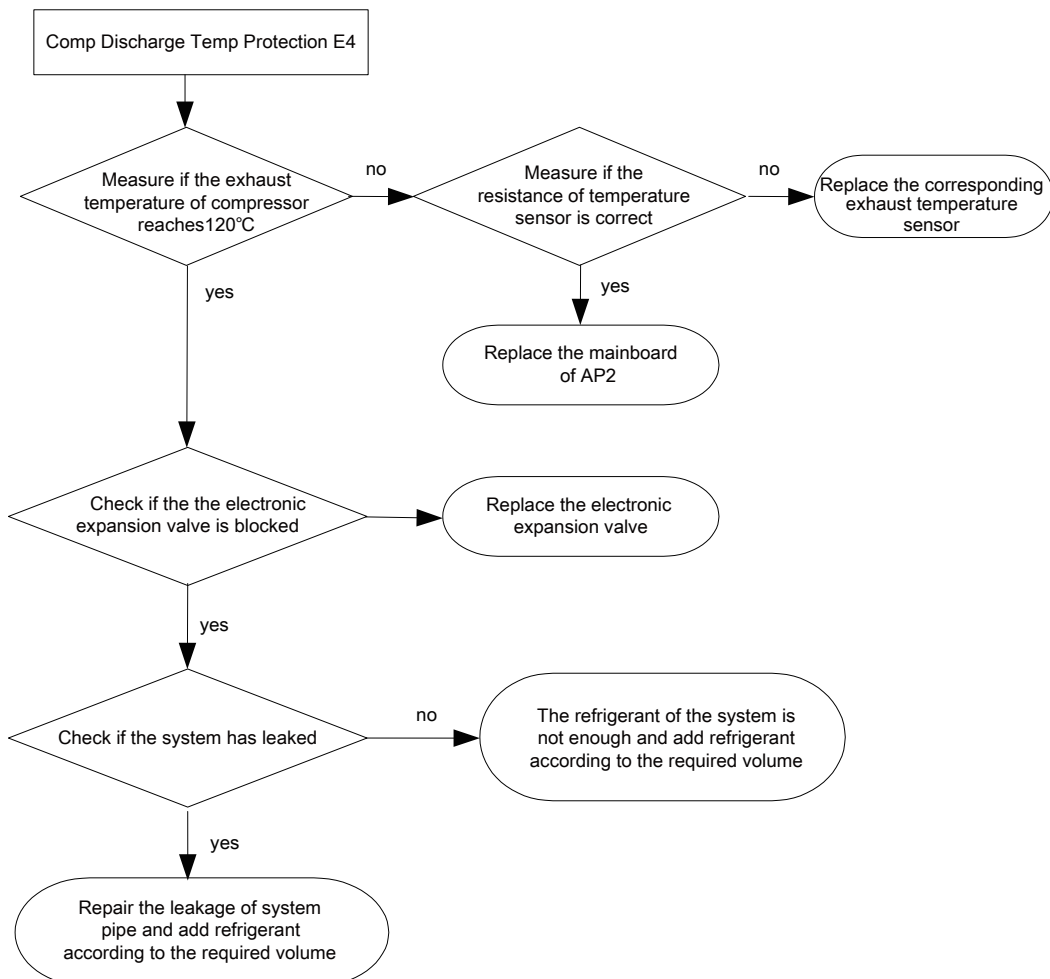 Comp Discharge Temp Protection E4
Measure if the exhaust
temperature of compressor
reaches120℃
no
Measure if the
resistance of temperature
sensor is correct
no
Replace the corresponding
exhaust temperature
sensor
yes
yes
Replace the mainboard
of AP2
Check if the the electronic
expansion valve is blocked
Replace the electronic
expansion valve
yes
Check if the system has leaked
no
The refrigerant of the system is
not enough and add refrigerant
according to the required volume
yes
Repair the leakage of system
pipe and add refrigerant
according to the required volume